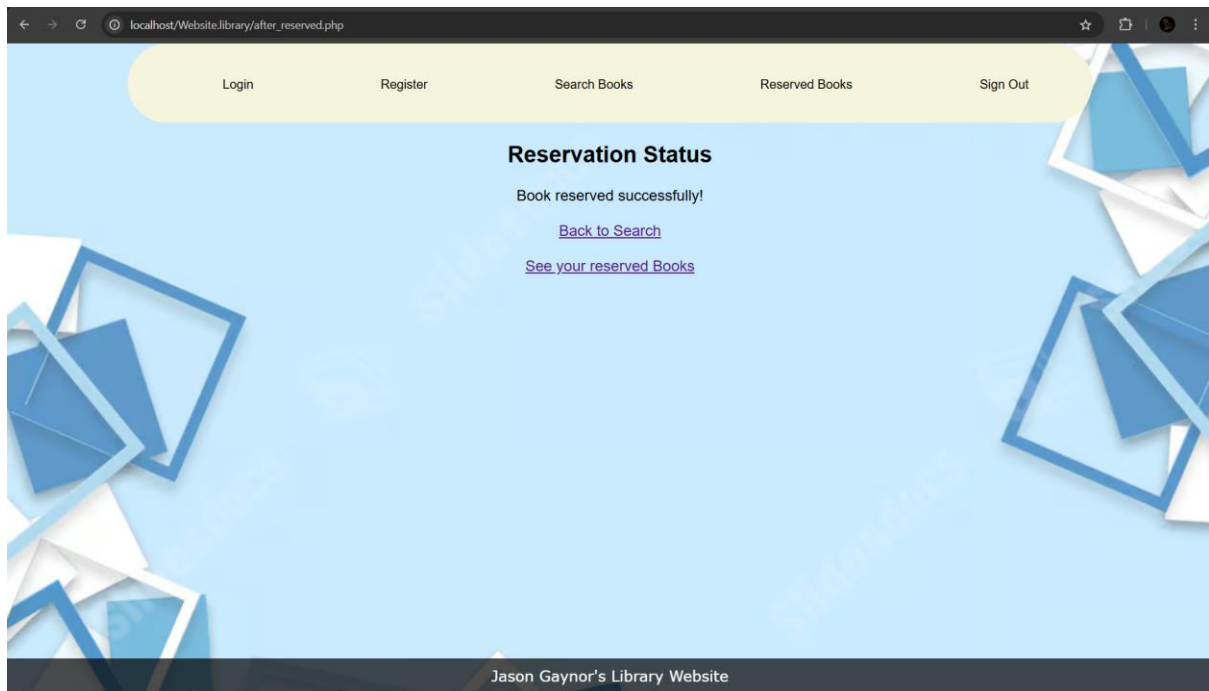 localhost/Website.library/after_reserved.php
Login Register Search Books Reserved Books Sign Out
Reservation Status
Book reserved successfully!
Back to Search
See your reserved Books
Jason Gaynor's Library Website